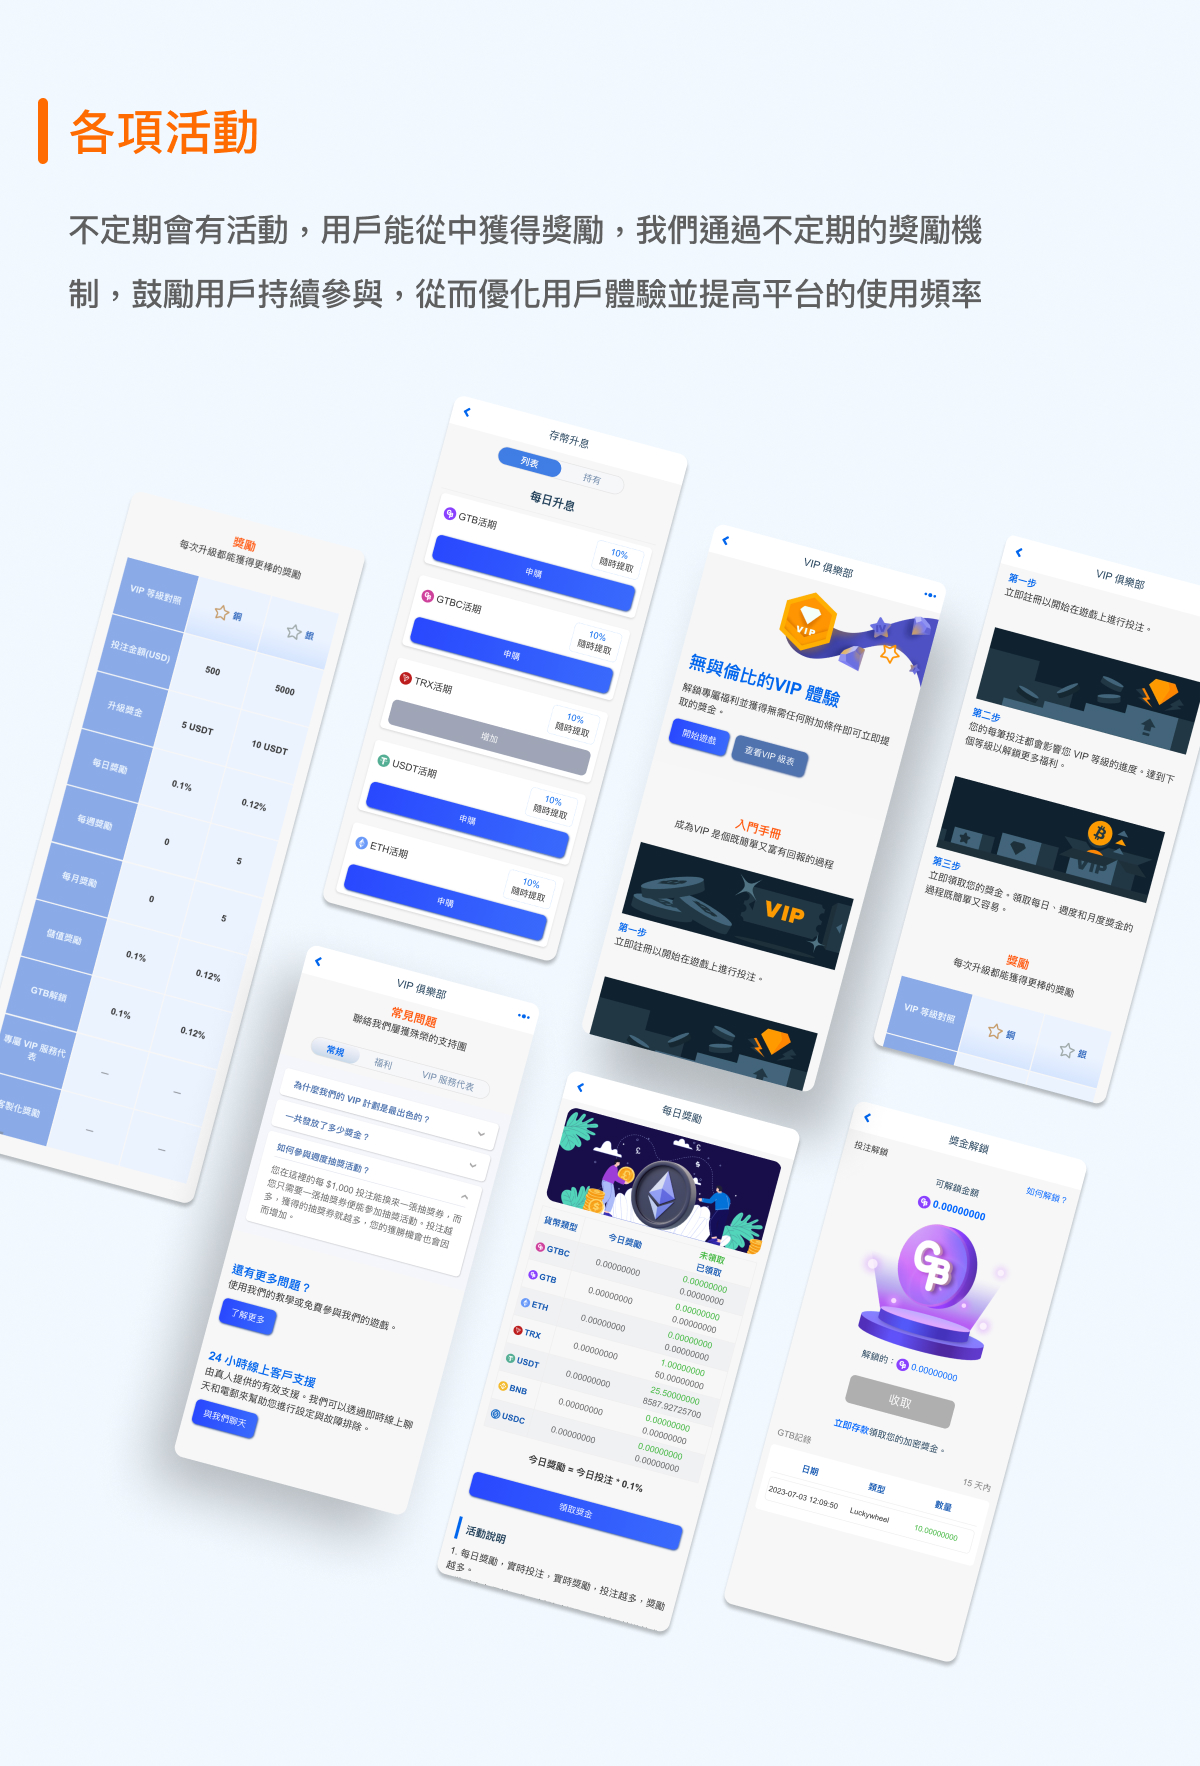 各項活動
不定期會有活動，用戶能從中獲得獎勵，我們通過不定期的獎勵機
制，鼓勵用戶持續參與，從而優化用戶體驗並提高平台的使用頻率
獎勵
每次升級都能獲得更棒的獎勵
VIP 等級對照
銅
銀
投注金額(USD)
500
5000
升級獎金
5 USDT
10 USDT
每日獎勵
0.1%
0.12%
每週獎勵
0
5
每月獎勵
0
5
儲值獎勵
0.1%
0.12%
GTB解鎖
0.1%
0.12%
專屬 VIP 服務代
表
—
—
客製化獎勵
—
—
存幣升息
列表
持有
每日升息
GTB活期
10%
隨時提取
申購
GTBC活期
10%
隨時提取
申購
TRX活期
10%
隨時提取
增加
USDT活期
10%
隨時提取
申購
ETH活期
10%
隨時提取
申購
VIP 俱樂部
VIP
無與倫比的VIP 體驗
解鎖專屬福利並獲得無需任何附加條件即可立即提
取的獎金。
開始遊戲
查看VIP 級表
入門手冊
成為VIP 是個既簡單又富有回報的過程
VIP
第一步
立即註冊以開始在遊戲上進行投注。
VIP 俱樂部
第一步
立即註冊以開始在遊戲上進行投注。
第二步
您的每筆投注都會影響您 VIP 等級的進度。達到下
個等級以解鎖更多福利。
VIP
第三步
立即領取您的獎金。領取每日、週度和月度獎金的
過程既簡單又容易。
獎勵
每次升級都能獲得更棒的獎勵
VIP 等級對照
銅
銀
VIP 俱樂部
常見問題
聯絡我們屢獲殊榮的支持團
常規
福利
VIP 服務代表
為什麼我們的 VIP 計劃是最出色的？
一共發放了多少獎金？
如何參與週度抽獎活動？
您在這裡的每 $1,000 投注能換來一張抽獎券，而
您只需要一張抽獎券便能參加抽獎活動。投注越
多，獲得的抽獎券就越多，您的獲勝機會也會因
而增加。
還有更多問題？
使用我們的教學或免費參與我們的遊戲。
了解更多
24 小時線上客戶支援
由真人提供的有效支援。我們可以透過即時線上聊
天和電郵來幫助您進行設定與故障排除。
與我們聊天
每日獎勵
貨幣類型
今日獎勵
未領取
已領取
GTBC
0.00000000
0.00000000
0.00000000
GTB
0.00000000
0.00000000
0.00000000
ETH
0.00000000
0.00000000
0.00000000
TRX
0.00000000
1.00000000
50.00000000
USDT
0.00000000
25.50000000
8587.92725700
BNB
0.00000000
0.00000000
0.00000000
USDC
0.00000000
0.00000000
0.00000000
今日獎勵 = 今日投注 * 0.1%
領取獎金
活動說明
1. 每日獎勵，實時投注，實時獎勵，投注越多，獎勵
越多。
獎金解鎖
投注解鎖
如何解鎖？
可解鎖金額
0.00000000
解鎖的：
0.00000000
收取
立即存款領取您的加密獎金。
GTB記錄
15 天內
日期
類型
數量
2023-07-03 12:09:50
Luckywheel
10.00000000